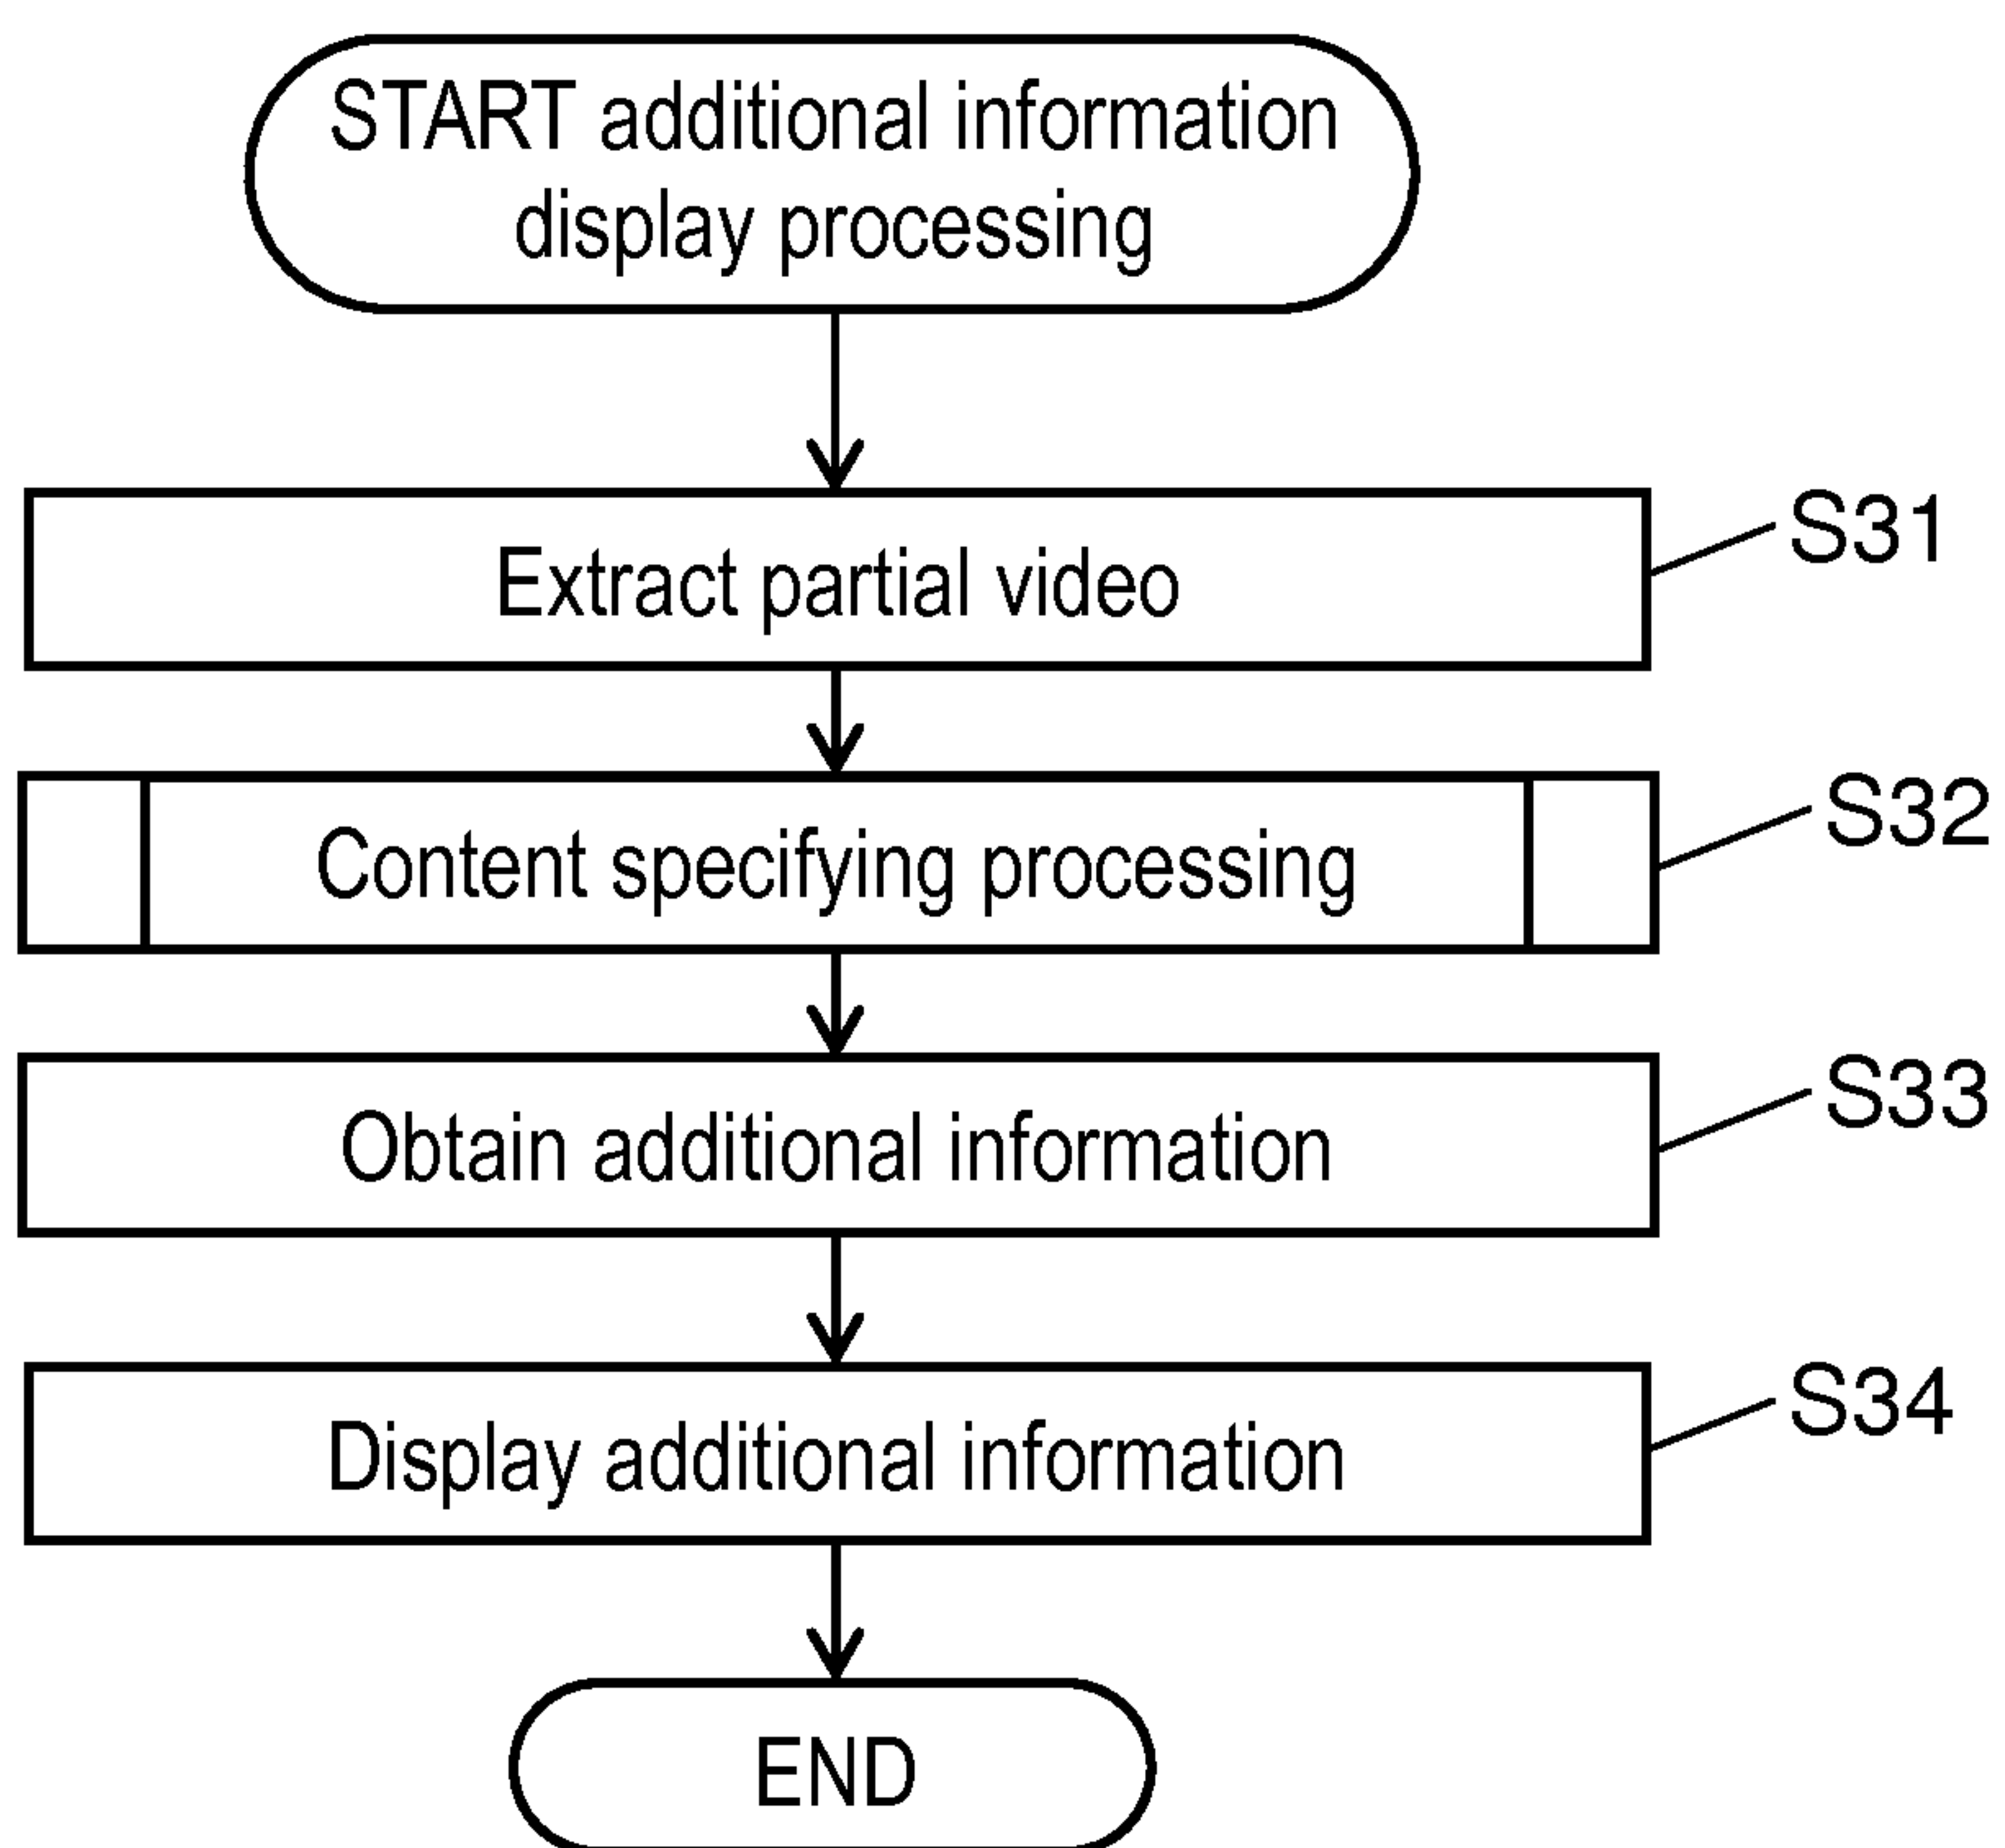 START additional information
display processing
Extract partial video
S31
Content specifying processing
S32
Obtain additional information
S33
Display additional information
S34
END